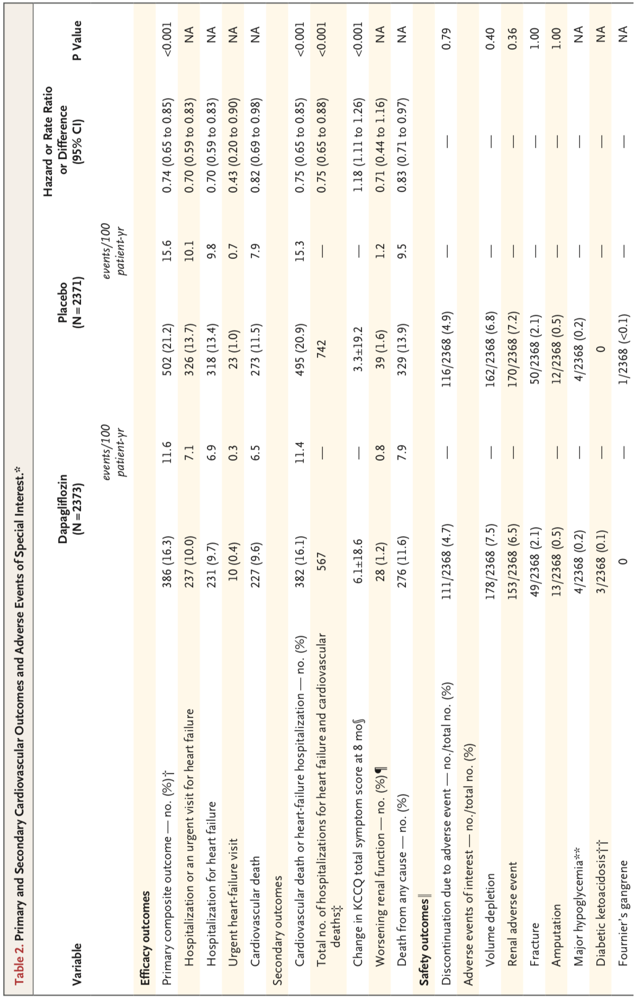 Table 2. Primary and Secondary Cardiovascular Outcomes and Adverse Events of Special Interest.*
Variable Dapagliflozin (N=2373) Placebo (N=2371) Hazard or Rate Ratio or Difference (95% CI) P Value
events/100 patient-yr events/100 patient-yr
Efficacy outcomes
Primary composite outcome — no. (%)† 386 (16.3) 11.6 502 (21.2) 15.6 0.74 (0.65 to 0.85) <0.001
Hospitalization or an urgent visit for heart failure 237 (10.0) 7.1 326 (13.7) 10.1 0.70 (0.59 to 0.83) NA
Hospitalization for heart failure 231 (9.7) 6.9 318 (13.4) 9.8 0.70 (0.59 to 0.83) NA
Urgent heart-failure visit 10 (0.4) 0.3 23 (1.0) 0.7 0.43 (0.20 to 0.90) NA
Cardiovascular death 227 (9.6) 6.5 273 (11.5) 7.9 0.82 (0.69 to 0.98) NA
Secondary outcomes
Cardiovascular death or heart-failure hospitalization — no. (%) 382 (16.1) 11.4 495 (20.9) 15.3 0.75 (0.65 to 0.85) <0.001
Total no. of hospitalizations for heart failure and cardiovascular 567 — 742 — 0.75 (0.65 to 0.88) <0.001
deaths‡
Change in KCCQ total symptom score at 8 mo§ 6.1±18.6 — 3.3±19.2 — 1.18 (1.11 to 1.26) <0.001
Worsening renal function — no. (%)¶ 28 (1.2) 0.8 39 (1.6) 1.2 0.71 (0.44 to 1.16) NA
Death from any cause — no. (%) 276 (11.6) 7.9 329 (13.9) 9.5 0.83 (0.71 to 0.97) NA
Safety outcomes‖
Discontinuation due to adverse event — no./total no. (%) 111/2368 (4.7) — 116/2368 (4.9) — — 0.79
Adverse events of interest — no./total no. (%)
Volume depletion 178/2368 (7.5) — 162/2368 (6.8) — — 0.40
Renal adverse event 153/2368 (6.5) — 170/2368 (7.2) — — 0.36
Fracture 49/2368 (2.1) 50/2368 (2.1) — — 1.00
Amputation 13/2368 (0.5) — 12/2368 (0.5) — — 1.00
Major hypoglycemia** 4/2368 (0.2) — 4/2368 (0.2) — — NA
Diabetic ketoacidosis†† 3/2368 (0.1) — 0 — — NA
Fournier's gangrene 0 — 1/2368 (<0.1) — — NA